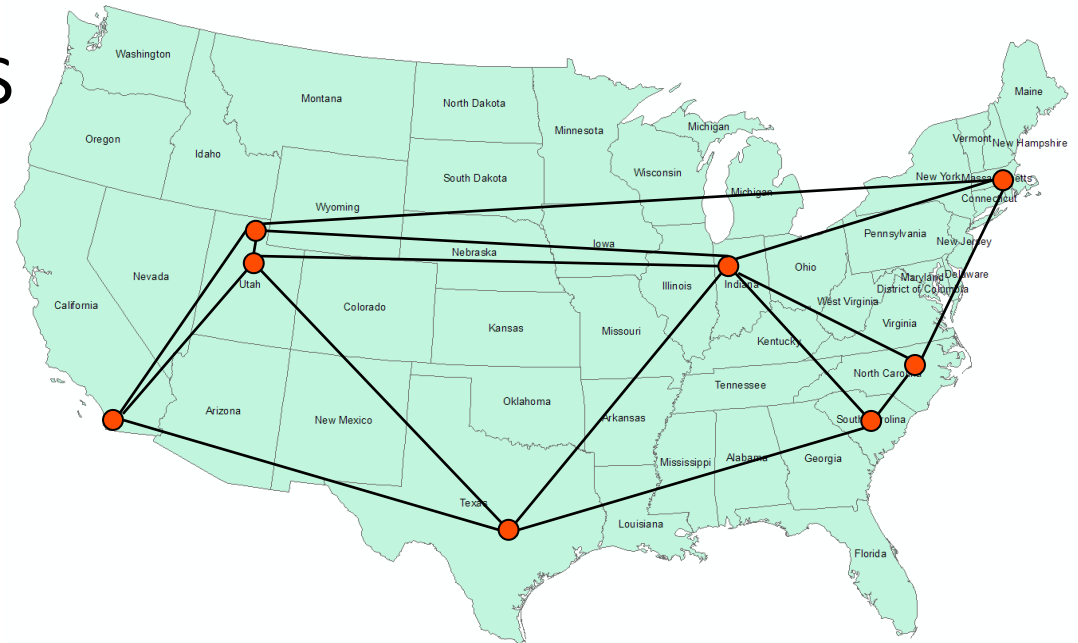 S
Washington
Montana
North Dakota
Minnesota
Michigan
Maine
Oregon
Idaho
Vermont
New Hampshire
Wisconsin
South Dakota
New York
Michigan
Connecticut
Wyoming
Pennsylvania
New Jersey
Iowa
Nebraska
Ohio
Nevada
Maryland
Delaware
Utah
Illinois
Indiana
District of Columbia
California
Colorado
West Virginia
Virginia
Kansas
Missouri
Kentucky
North Carolina
Tennessee
Oklahoma
Arizona
New Mexico
Arkansas
South Carolina
Mississippi
Alabama
Georgia
Texas
Louisiana
Florida